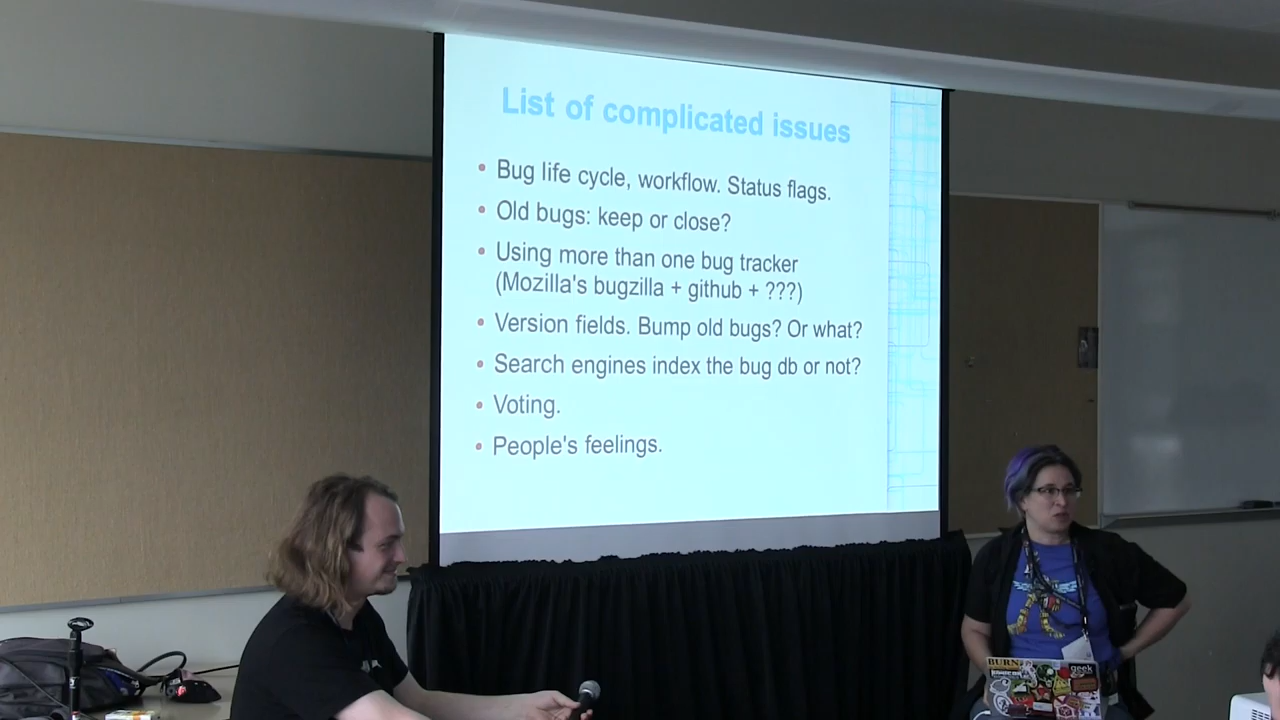 List of complicated issues
Bug life cycle, workflow. Status flags.
Old bugs: keep or close?
Using more than one bug tracker
(Mozilla's bugzilla + github + ???)
Version fields. Bump old bugs? Or what?
Search engines index the bug db or not?
Voting.
People's feelings.
BURN
geek